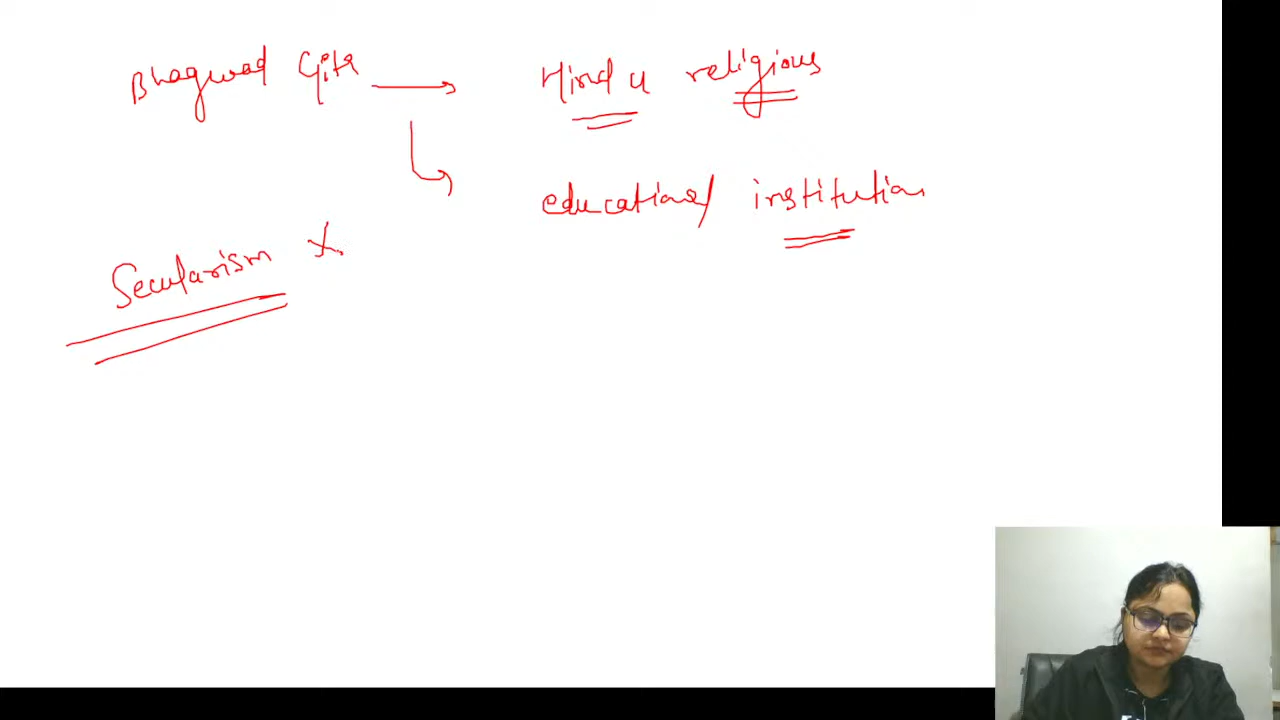 Bhagwad Gita → Hindu religious
educational institution
Secularism X